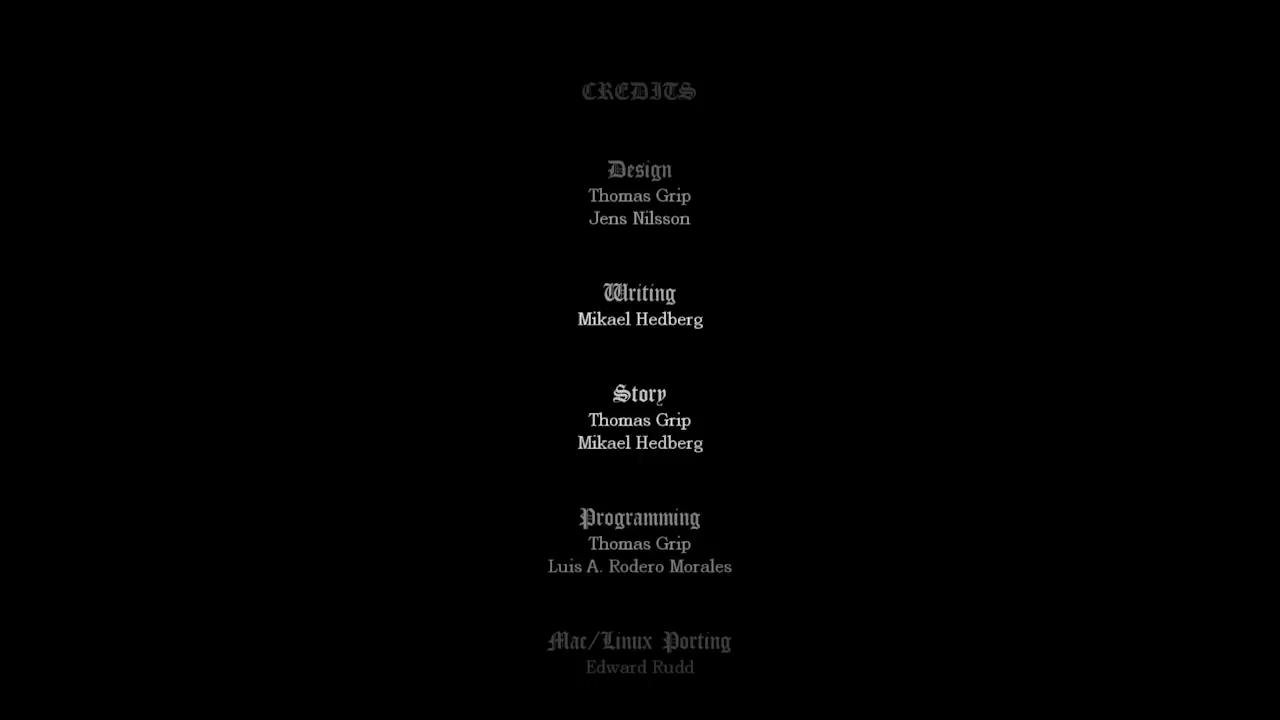 CREDITS
Design
Thomas Grip
Jens Nilsson
Writing
Mikael Hedberg
Story
Thomas Grip
Mikael Hedberg
Programming
Thomas Grip
Luis A. Rodero Morales
Mac/Linux Porting
Edward Rudd